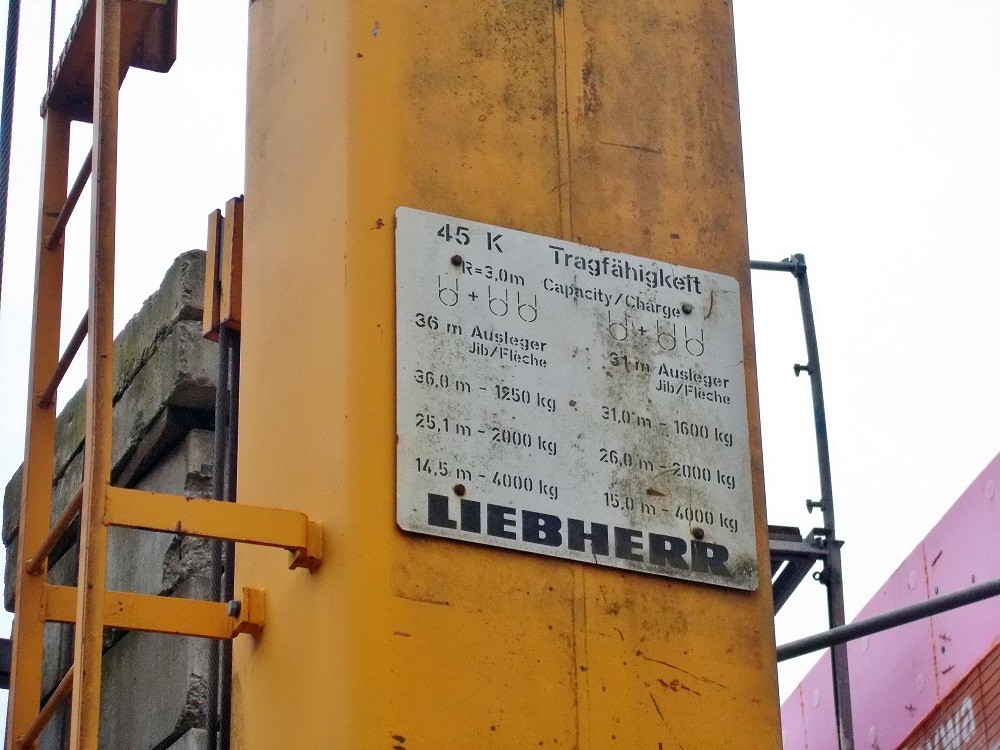 45 K Tragfähigkeit
R=3,0m Capacity/Charge
36 m Ausleger
Jib/Flèche
36,0 m - 1250 kg
25,1 m - 2000 kg
14,5 m - 4000 kg
31 m Ausleger
Jib/Flèche
31,0 m - 1600 kg
26,0 m - 2000 kg
15,0 m - 4000 kg
LIEBHERR